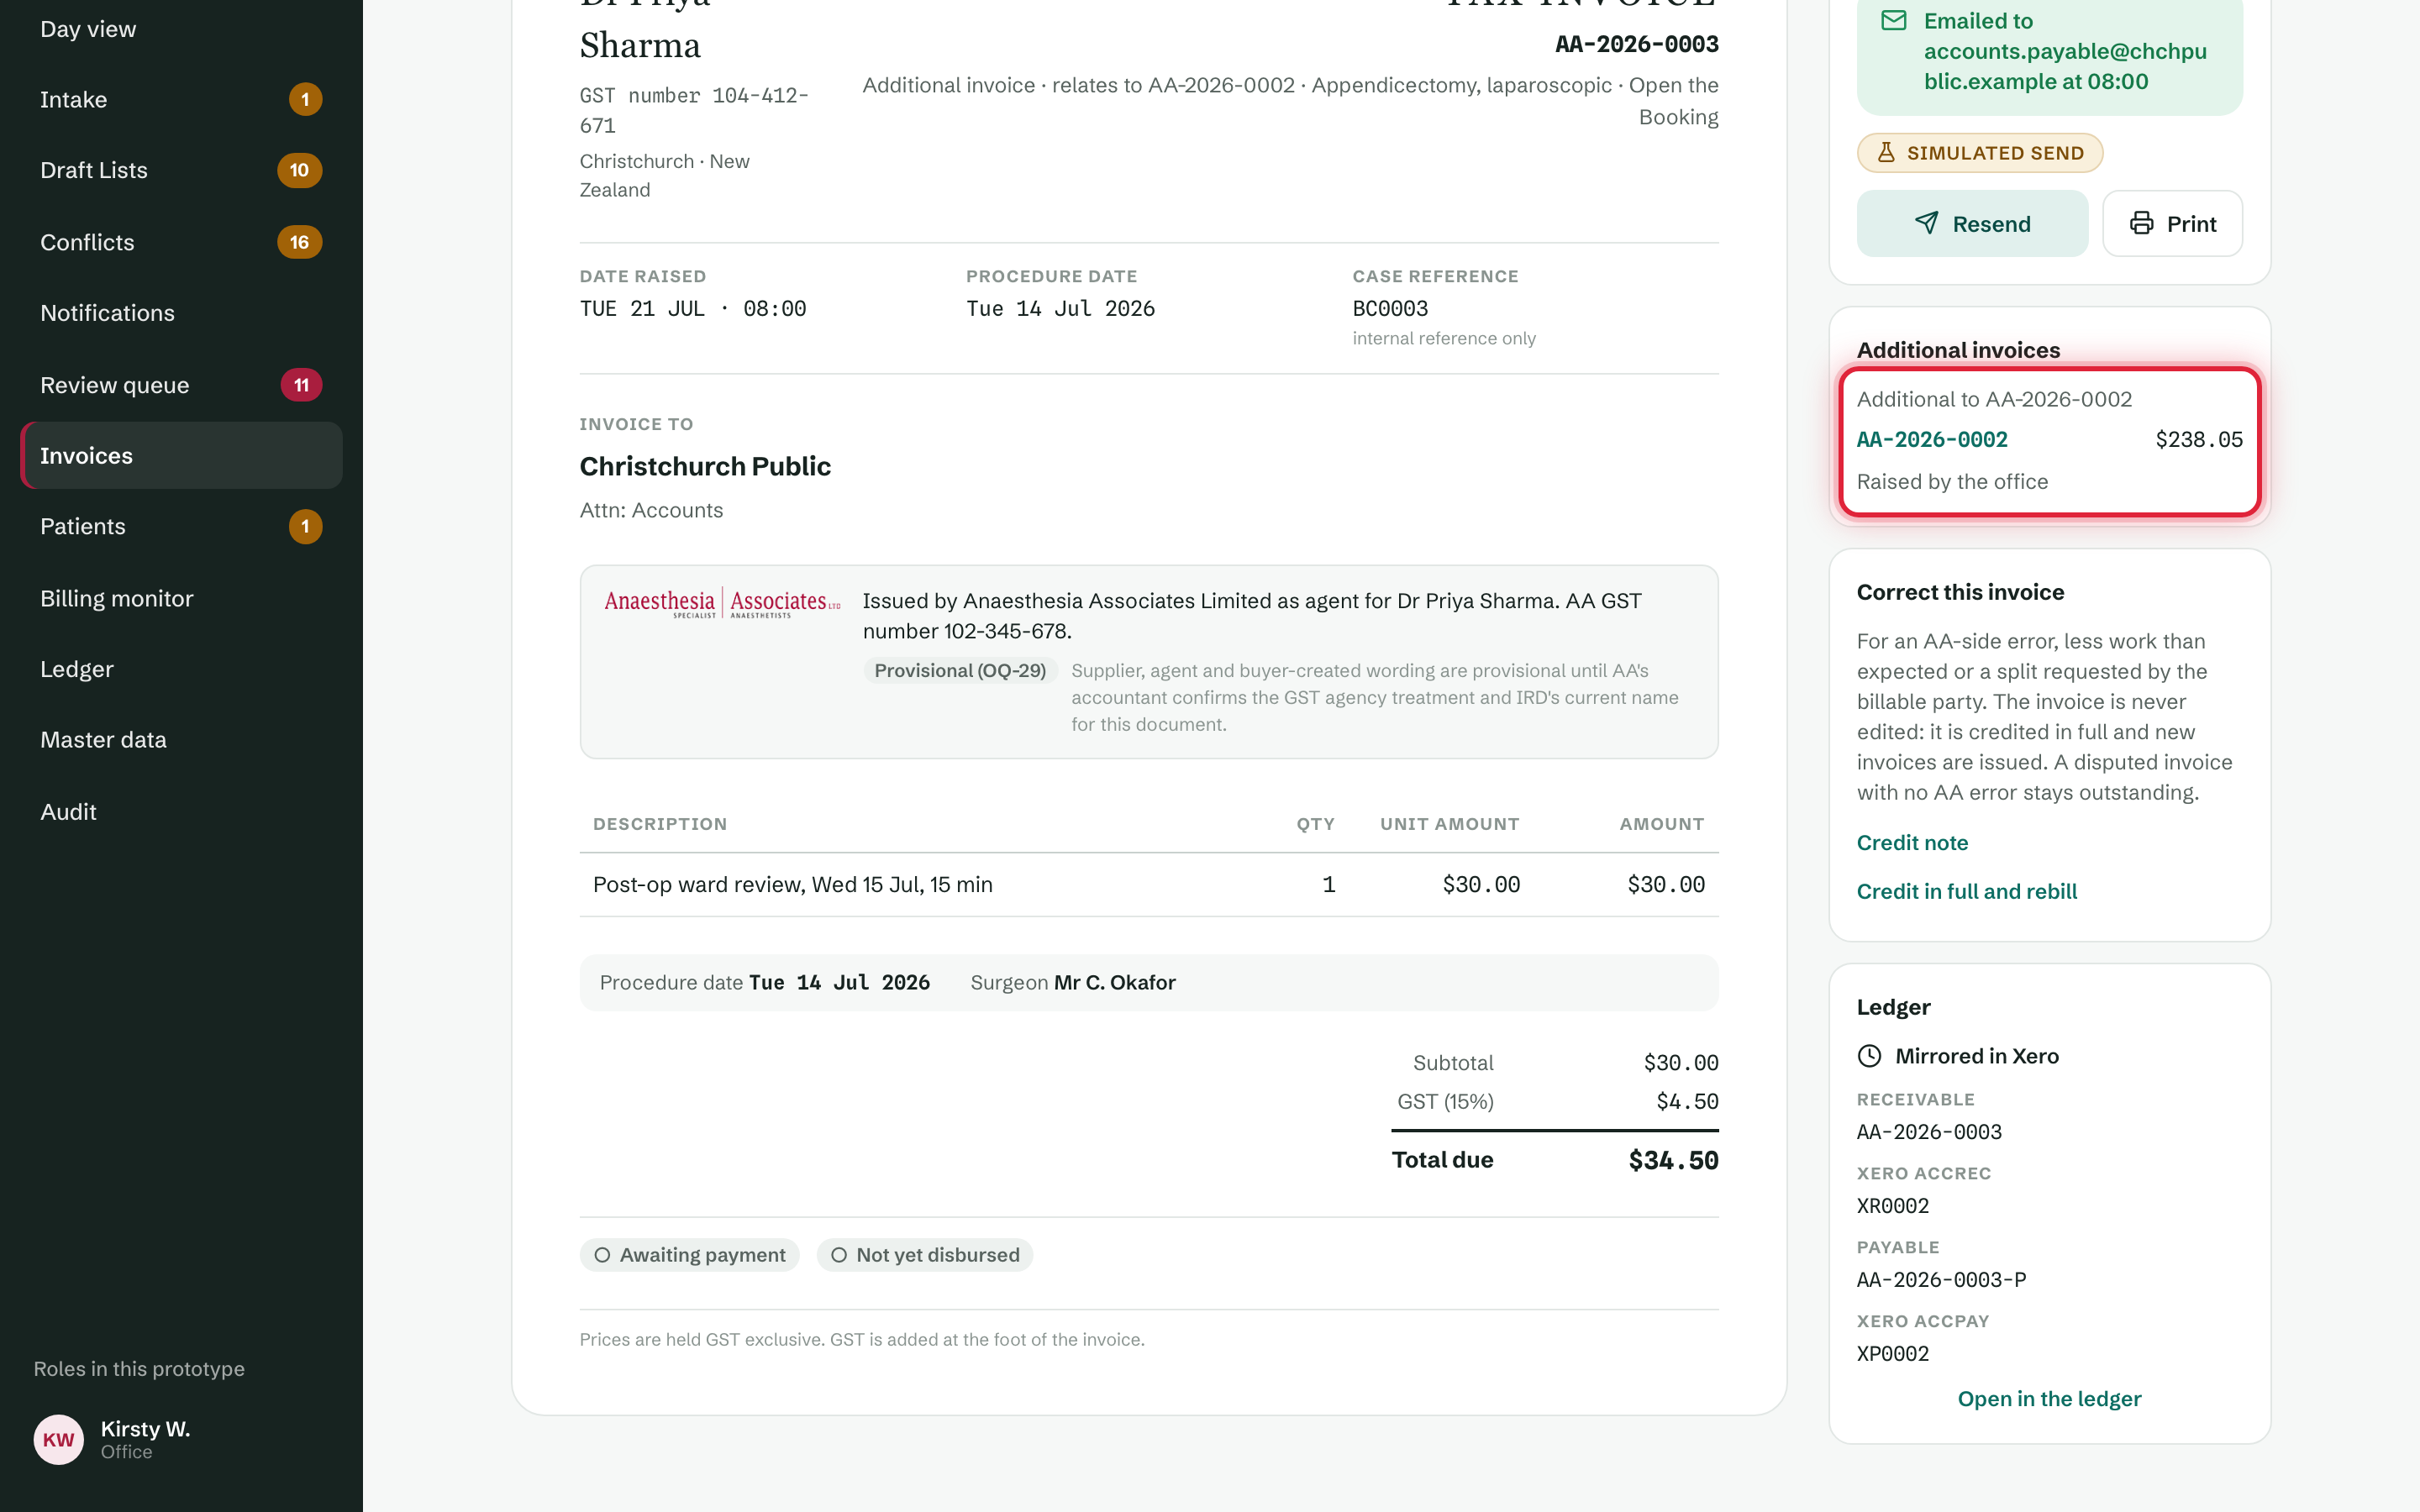 Day view
Intake
1
Draft Lists
10
Conflicts
16
Notifications
Review queue
11
Invoices
Patients
1
Billing monitor
Ledger
Master data
Audit
Roles in this prototype
KW
Kirsty W.
Office
Dr Priya
Sharma
GST number 104-412-
671
Christchurch · New
Zealand
TAX INVOICE
AA-2026-0003
Additional invoice · relates to AA-2026-0002 · Appendicectomy, laparoscopic · Open the
Booking
DATE RAISED
TUE 21 JUL · 08:00
PROCEDURE DATE
Tue 14 Jul 2026
CASE REFERENCE
BC0003
internal reference only
INVOICE TO
Christchurch Public
Attn: Accounts
Anaesthesia Associates LTD
SPECIALIST ANAESTHETISTS
Issued by Anaesthesia Associates Limited as agent for Dr Priya Sharma. AA GST
number 102-345-678.
Provisional (OQ-29)
Supplier, agent and buyer-created wording are provisional until AA's
accountant confirms the GST agency treatment and IRD's current name
for this document.
DESCRIPTION QTY UNIT AMOUNT AMOUNT
Post-op ward review, Wed 15 Jul, 15 min 1 $30.00 $30.00
Procedure date Tue 14 Jul 2026 Surgeon Mr C. Okafor
Subtotal $30.00
GST (15%) $4.50
Total due $34.50
Awaiting payment Not yet disbursed
Prices are held GST exclusive. GST is added at the foot of the invoice.
Emailed to
accounts.payable@chchpu
blic.example at 08:00
SIMULATED SEND
Resend
Print
Additional invoices
Additional to AA-2026-0002
AA-2026-0002 $238.05
Raised by the office
Correct this invoice
For an AA-side error, less work than
expected or a split requested by the
billable party. The invoice is never
edited: it is credited in full and new
invoices are issued. A disputed invoice
with no AA error stays outstanding.
Credit note
Credit in full and rebill
Ledger
Mirrored in Xero
RECEIVABLE
AA-2026-0003
XERO ACCREC
XR0002
PAYABLE
AA-2026-0003-P
XERO ACCPAY
XP0002
Open in the ledger